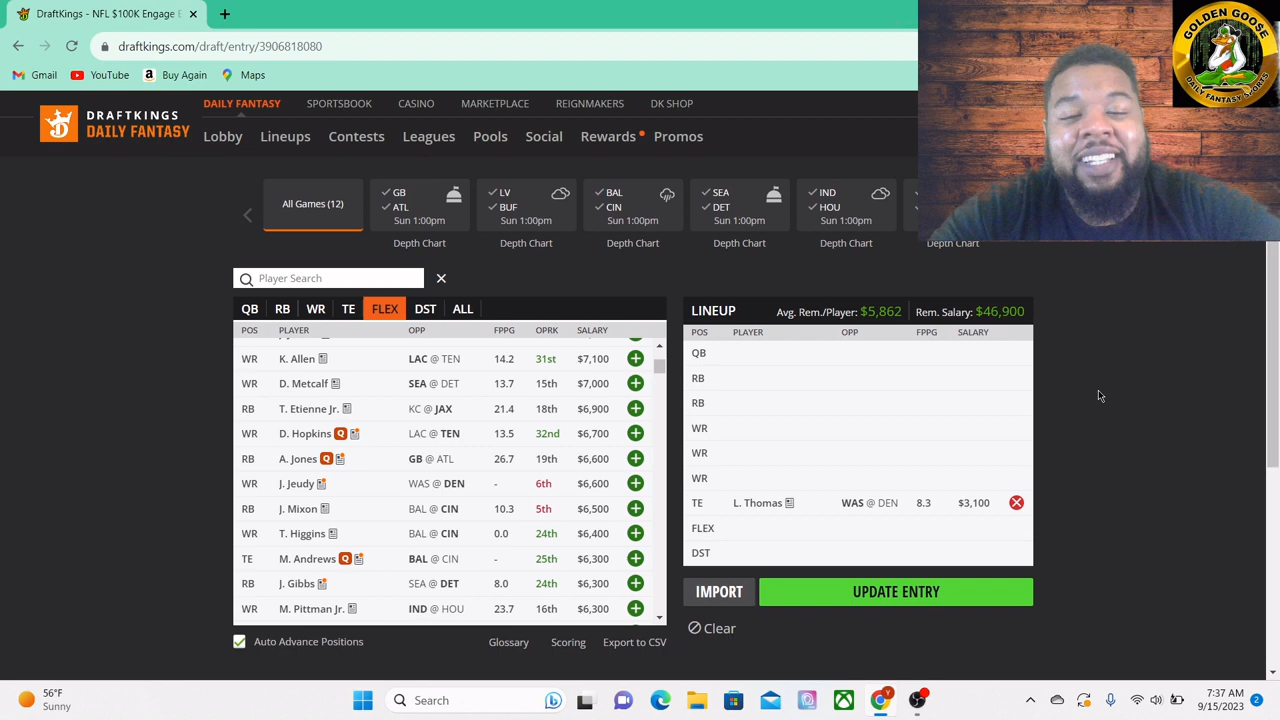 DraftKings - NFL $100K Engage E
draftkings.com/draft/entry/3906818080
Gmail
YouTube
Buy Again
Maps
GOLDEN GOOSE
DAILY FANTASY SPORTS
DRAFTKINGS
DAILY FANTASY
DAILY FANTASY SPORTSBOOK CASINO MARKETPLACE REIGNMAKERS DK SHOP
Lobby Lineups Contests Leagues Pools Social Rewards Promos
All Games (12)
GB
ATL
Sun 1:00pm
Depth Chart
LV
BUF
Sun 1:00pm
Depth Chart
BAL
CIN
Sun 1:00pm
Depth Chart
SEA
DET
Sun 1:00pm
Depth Chart
IND
HOU
Sun 1:00pm
Depth Chart
Depth Chart
Player Search
QB RB WR TE FLEX DST ALL
POS PLAYER OPP FPPG OPRK SALARY
WR K. Allen LAC @ TEN 14.2 31st $7,100
WR D. Metcalf SEA @ DET 13.7 15th $7,000
RB T. Etienne Jr. KC @ JAX 21.4 18th $6,900
WR D. Hopkins Q LAC @ TEN 13.5 32nd $6,700
RB A. Jones Q GB @ ATL 26.7 19th $6,600
WR J. Jeudy WAS @ DEN - 6th $6,600
RB J. Mixon BAL @ CIN 10.3 5th $6,500
WR T. Higgins BAL @ CIN 0.0 24th $6,400
TE M. Andrews Q BAL @ CIN - 25th $6,300
RB J. Gibbs SEA @ DET 8.0 24th $6,300
WR M. Pittman Jr. IND @ HOU 23.7 16th $6,300
Auto Advance Positions
Glossary Scoring Export to CSV
LINEUP Avg. Rem./Player: $5,862 Rem. Salary: $46,900
POS PLAYER OPP FPPG SALARY
QB
RB
RB
WR
WR
WR
TE L. Thomas WAS @ DEN 8.3 $3,100
FLEX
DST
IMPORT UPDATE ENTRY
Clear
56°F
Sunny
Search
7:37 AM
9/15/2023
2